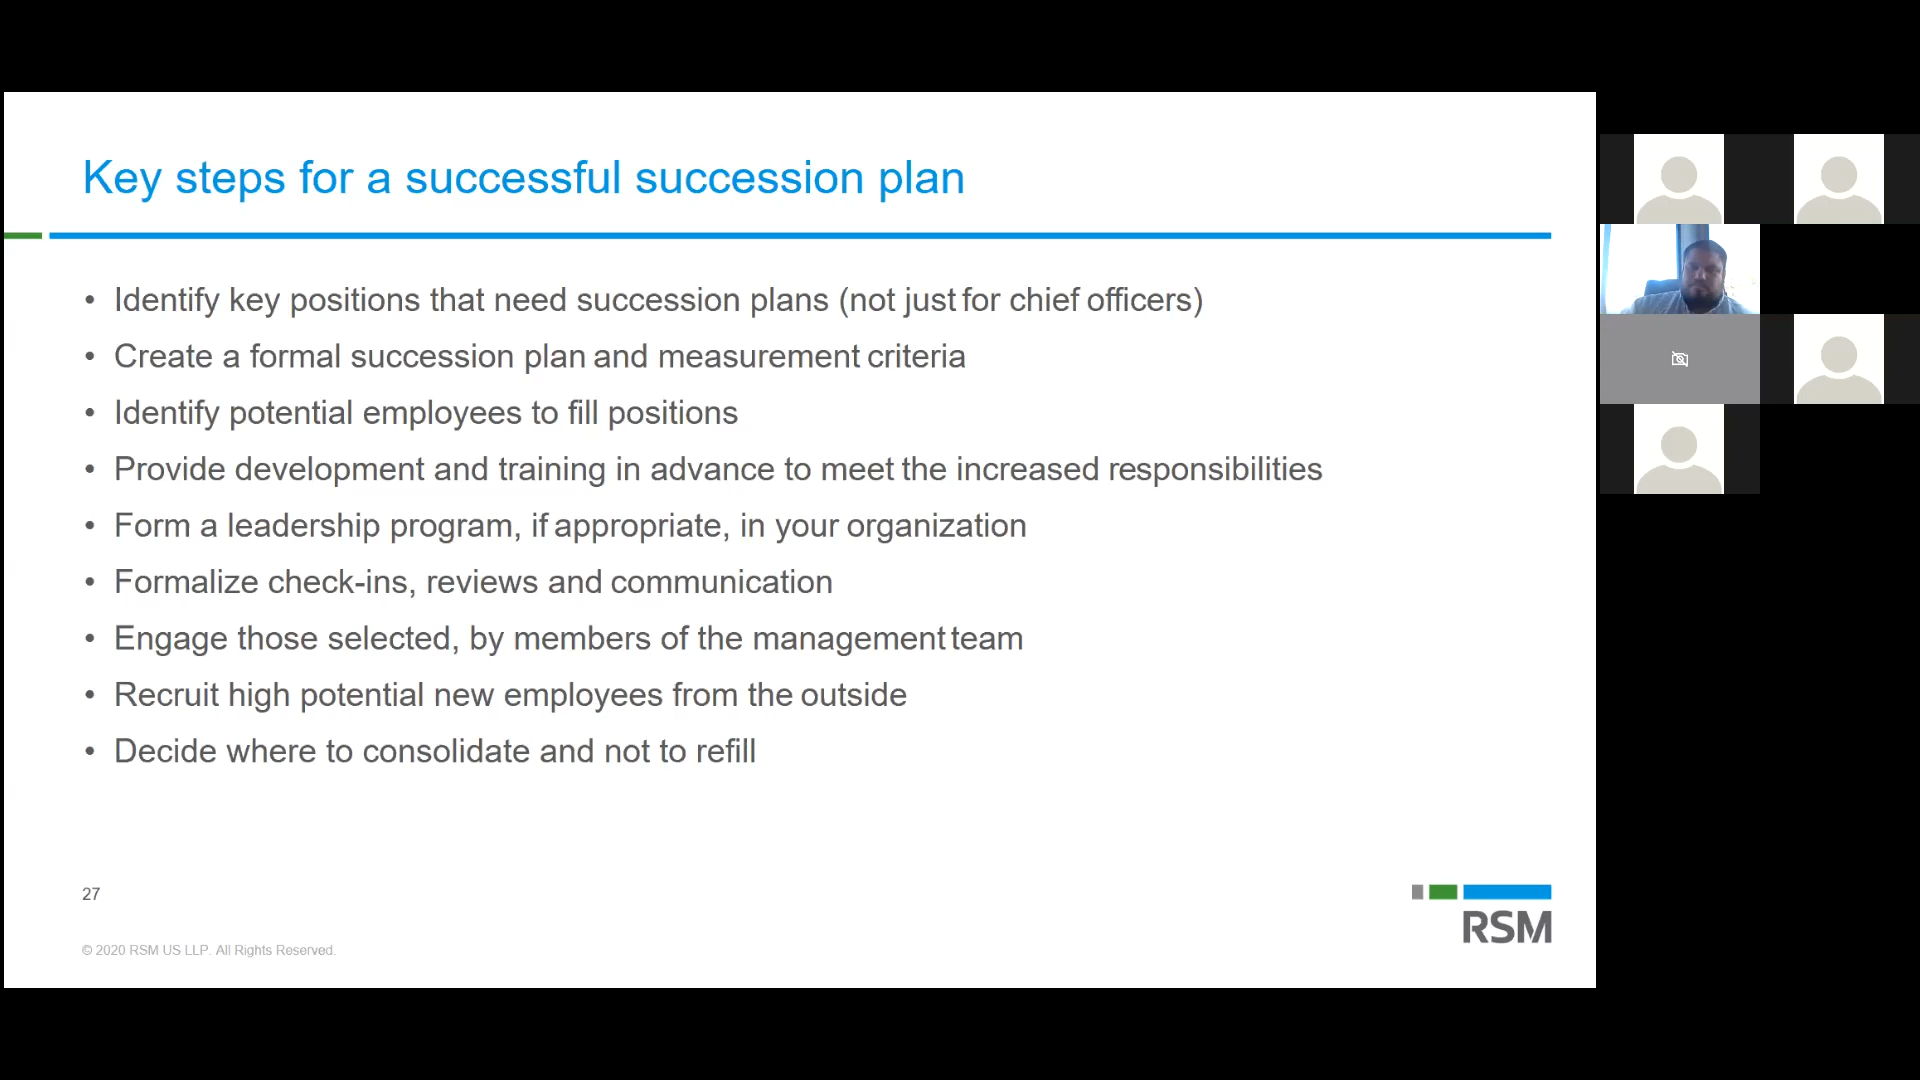 Key steps for a successful succession plan
• Identify key positions that need succession plans (not just for chief officers)
• Create a formal succession plan and measurement criteria
• Identify potential employees to fill positions
• Provide development and training in advance to meet the increased responsibilities
• Form a leadership program, if appropriate, in your organization
• Formalize check-ins, reviews and communication
• Engage those selected, by members of the management team
• Recruit high potential new employees from the outside
• Decide where to consolidate and not to refill
27
RSM
© 2020 RSM US LLP. All Rights Reserved.